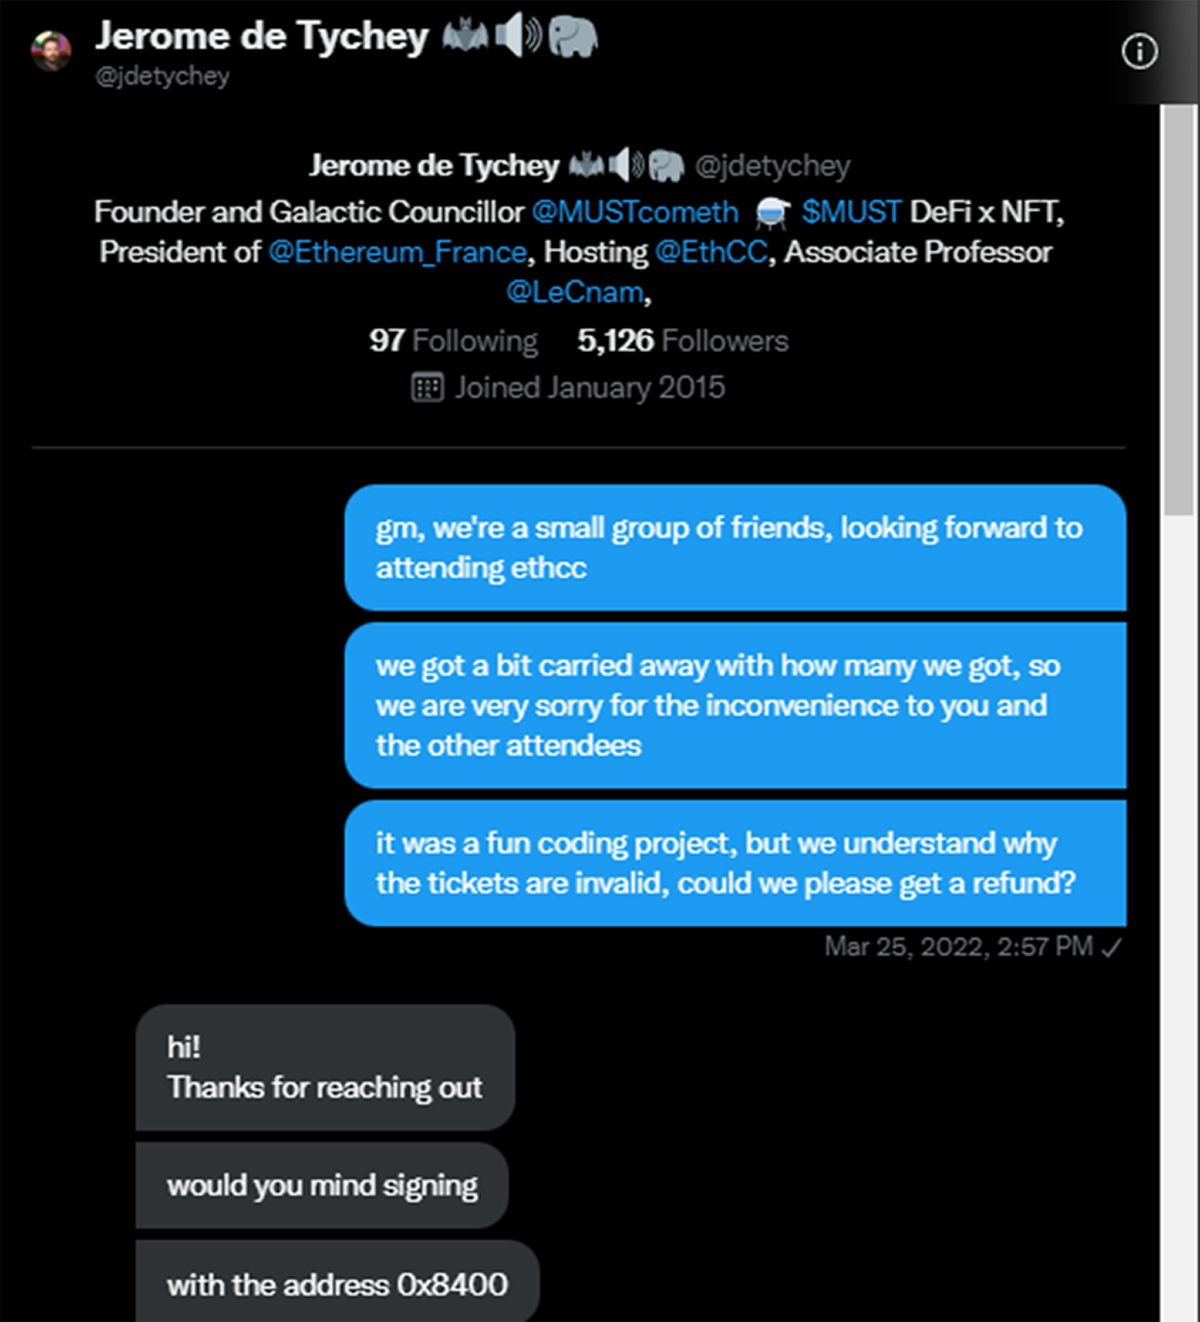 Jerome de Tychey 🦇🔊🐘
@jdetychey
Jerome de Tychey 🦇🔊🐘 @jdetychey
Founder and Galactic Councillor @MUSTcometh $MUST DeFi x NFT,
President of @Ethereum_France, Hosting @EthCC, Associate Professor
@LeCnam,
97 Following 5,126 Followers
Joined January 2015
gm, we're a small group of friends, looking forward to
attending ethcc
we got a bit carried away with how many we got, so
we are very sorry for the inconvenience to you and
the other attendees
it was a fun coding project, but we understand why
the tickets are invalid, could we please get a refund?
Mar 25, 2022, 2:57 PM ✓
hi!
Thanks for reaching out
would you mind signing
with the address 0x8400